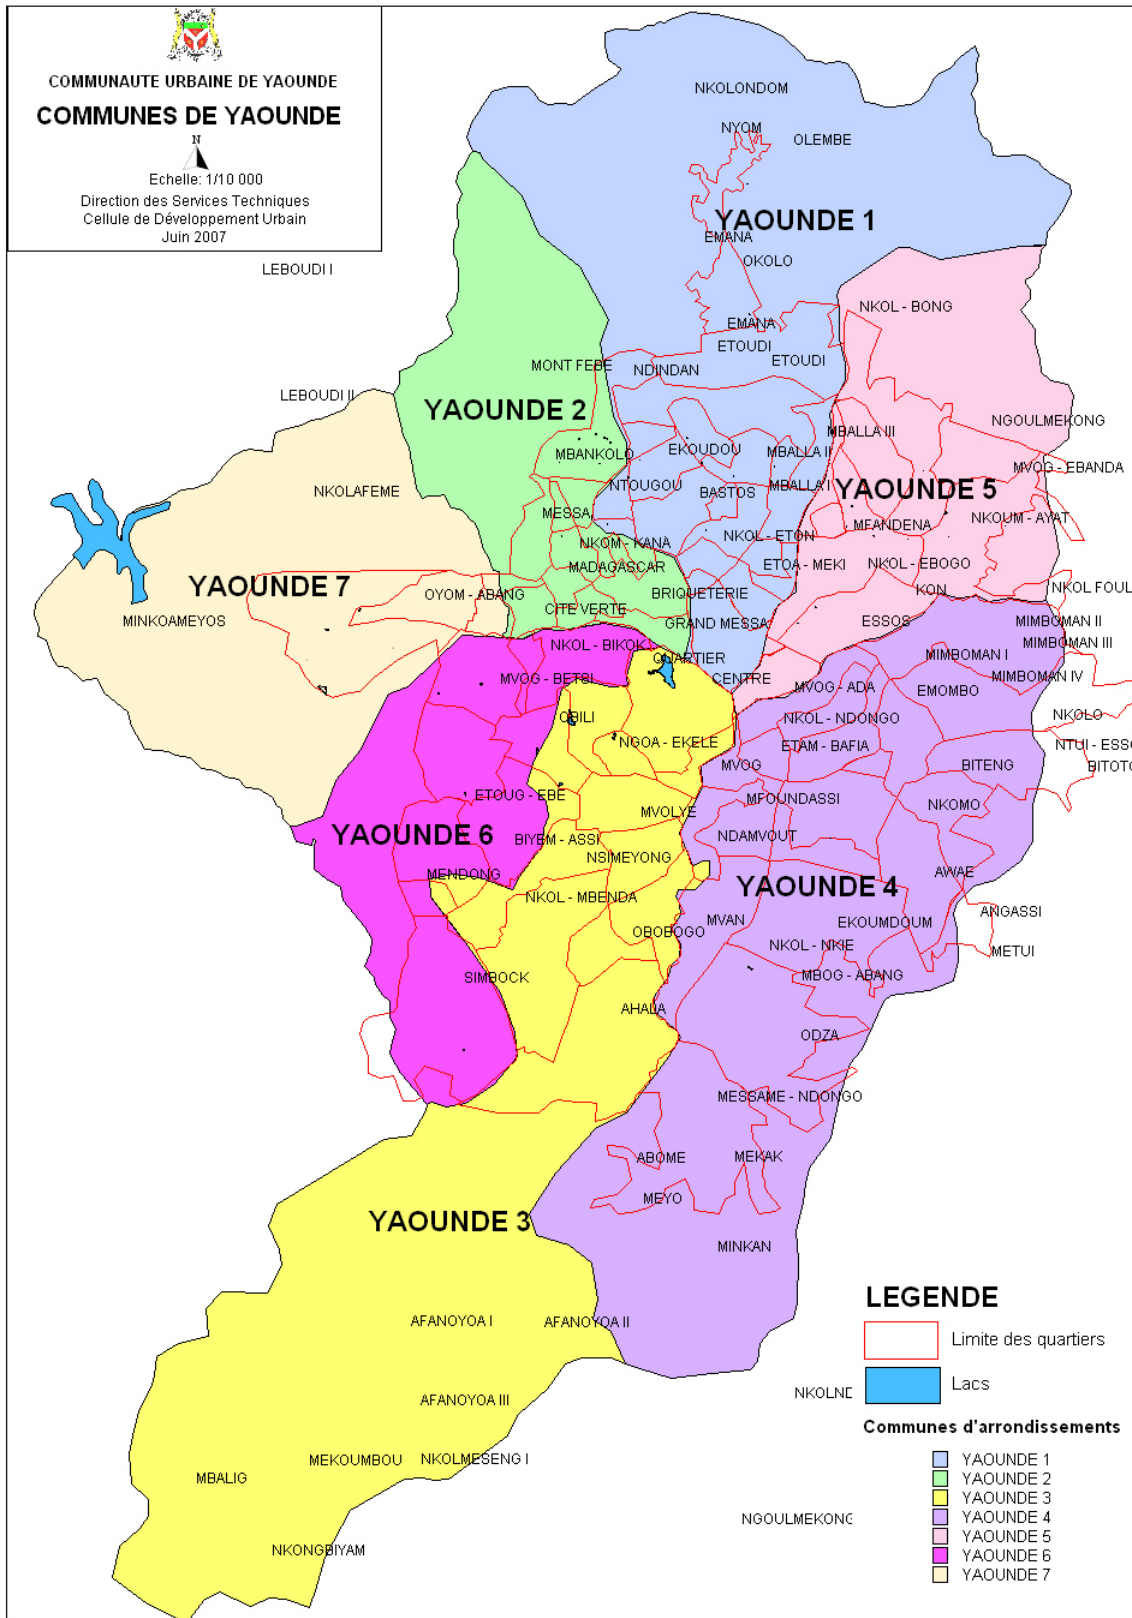 COMMUNAUTE URBAINE DE YAOUNDE
COMMUNES DE YAOUNDE
N
Echelle: 1/10 000
Direction des Services Techniques
Cellule de Développement Urbain
Juin 2007
NKOLONDOM
NYOM
OLEMBE
YAOUNDE 1
EMANA
OKOLO
LEBOUDI I
NKOL - BONG
EMANA
ETOUDI
ETOUDI
MONT FEBE
NDINDAN
LEBOUDI II
YAOUNDE 2
NGOULMEKONG
MBALLA III
EKOUDOU
MBALLA II
MBANKOLO
MVOG - EBANDA
NKOLAFEME
NTOUGOU
BASTOS
MBALLA I
YAOUNDE 5
MESSA
MFANDENA
NKOUM - AYAT
NKOM - KANA
NKOL - ETON
ETOA - MEKI
NKOL - EBOGO
MADAGASCAR
YAOUNDE 7
OYOM - ABANG
BRIQUETERIE
KON
NKOL FOUL
CITE VERTE
MINKOAMEYOS
GRAND MESSA
ESSOS
MIMBOMAN II
NKOL - BIKOK
QUARTIER
MIMBOMAN III
MIMBOMAN I
MVOG - BETSI
CENTRE
MVOG - ADA
MIMBOMAN IV
EMOMBO
OBILI
NKOL - NDONGO
NKOLO
NGOA - EKELE
ETAM - BAFIA
NTUI - ESSO
MVOG
BITENG
BITOTO
ETOUG - EBE
MFOUNDASSI
NKOMO
MVOLYE
YAOUNDE 6
BIYEM - ASSI
NDAMVOUT
NSIMEYONG
MENDONG
AWAE
YAOUNDE 4
NKOL - MBENDA
ANGASSI
MVAN
EKOUMDOUM
OBOBOGO
NKOL - NKIE
METUI
SIMBOCK
MBOG - ABANG
AHALA
ODZA
MESSAME - NDONGO
ABOME
MEKAK
MEYO
YAOUNDE 3
MINKAN
LEGENDE
AFANOYOA I
AFANOYOA II
Limite des quartiers
Lacs
NKOLNE
AFANOYOA III
Communes d'arrondissements
MEKOUMBOU
NKOLMESENG I
YAOUNDE 1
MBALIG
YAOUNDE 2
YAOUNDE 3
NGOULMEKONG
YAOUNDE 4
YAOUNDE 5
NKONGBIYAM
YAOUNDE 6
YAOUNDE 7